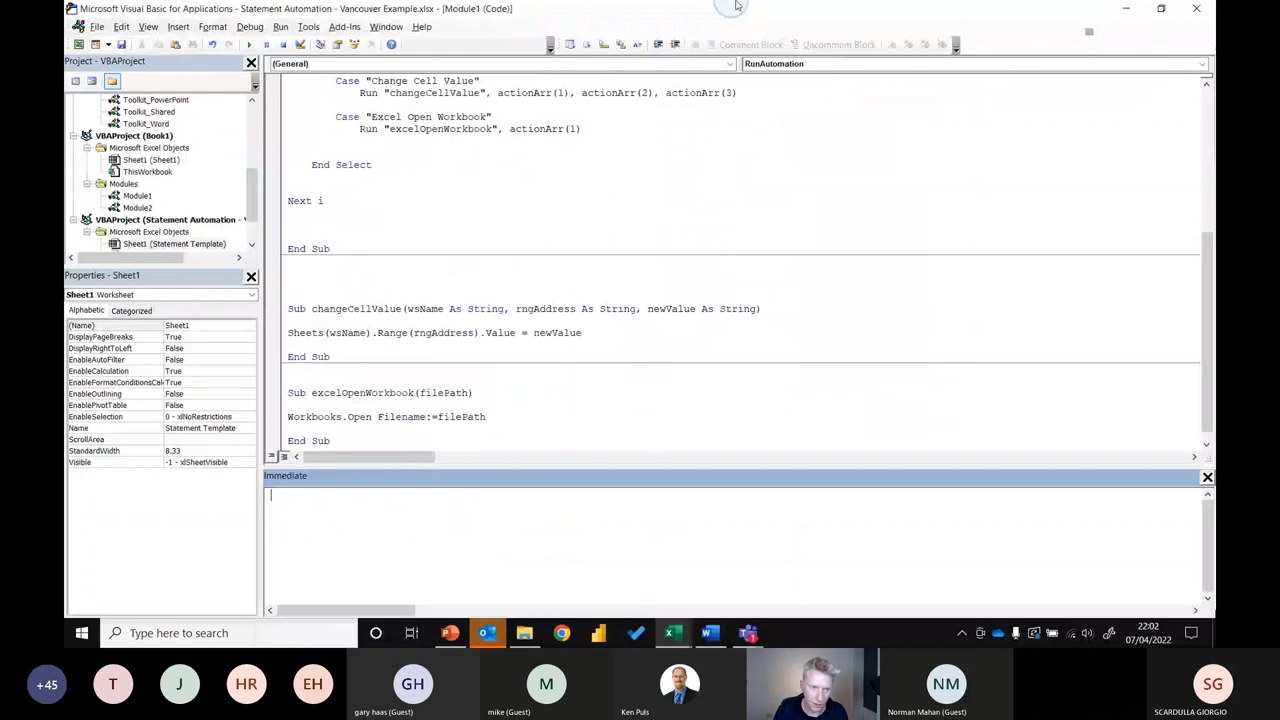 Microsoft Visual Basic for Applications - Statement Automation - Vancouver Example.xlsx - [Module1 (Code)]
File Edit View Insert Format Debug Run Tools Add-Ins Window Help
Comment Block Uncomment Block
Project - VBAProject
(General) RunAutomation
Toolkit_PowerPoint
Toolkit_Shared
Toolkit_Word
VBAProject (Book1)
Microsoft Excel Objects
Sheet1 (Sheet1)
ThisWorkbook
Modules
Module1
Module2
VBAProject (Statement Automation -
Microsoft Excel Objects
Sheet1 (Statement Template)
Case "Change Cell Value"
Run "changeCellValue", actionArr(1), actionArr(2), actionArr(3)
Case "Excel Open Workbook"
Run "excelOpenWorkbook", actionArr(1)
End Select
Next i
End Sub
Sub changeCellValue(wsName As String, rngAddress As String, newValue As String)
Sheets(wsName).Range(rngAddress).Value = newValue
End Sub
Sub excelOpenWorkbook(filePath)
Workbooks.Open Filename:=filePath
End Sub
Properties - Sheet1
Sheet1 Worksheet
Alphabetic Categorized
(Name) Sheet1
DisplayPageBreaks True
DisplayRightToLeft False
EnableAutoFilter False
EnableCalculation True
EnableFormatConditionsCal True
EnableOutlining False
EnablePivotTable False
EnableSelection 0 - xlNoRestrictions
Name Statement Template
ScrollArea
StandardWidth 8.33
Visible -1 - xlSheetVisible
Immediate
Type here to search
22:02
07/04/2022
+45 T J HR EH GH M NM SG
gary haas (Guest) mike (Guest) Ken Puls Norman Mahan (Guest) SCARDULLA GIORGIO